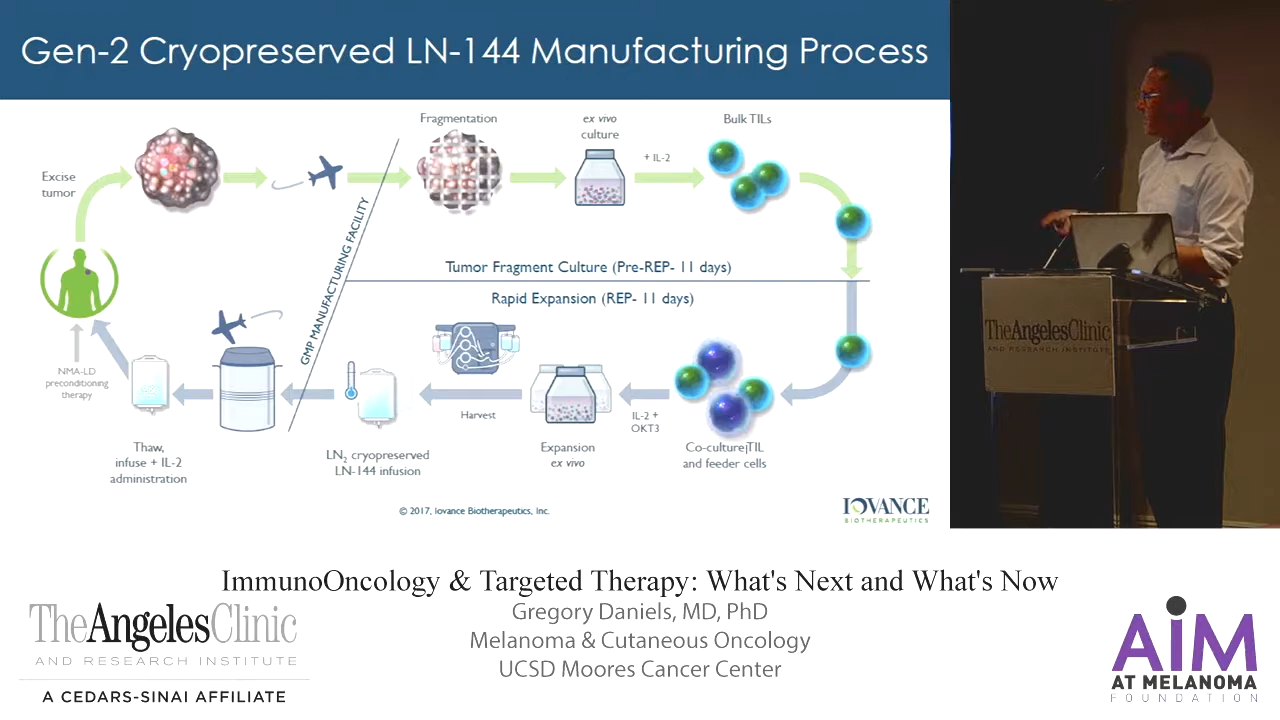 Gen-2 Cryopreserved LN-144 Manufacturing Process
Excise
tumor
Fragmentation
ex vivo
culture
+ IL-2
Bulk TILs
GMP MANUFACTURING FACILITY
Tumor Fragment Culture (Pre-REP- 11 days)
Rapid Expansion (REP- 11 days)
NMA-LD
preconditioning
therapy
Thaw,
infuse + IL-2
administration
LN2 cryopreserved
LN-144 infusion
Harvest
Expansion
ex vivo
IL-2 +
OKT3
Co-culture TIL
and feeder cells
© 2017, Iovance Biotherapeutics, Inc.
IOVANCE
BIOTHERAPEUTICS
TheAngelesClinic
AND RESEARCH INSTITUTE
ImmunoOncology & Targeted Therapy: What's Next and What's Now
Gregory Daniels, MD, PhD
Melanoma & Cutaneous Oncology
UCSD Moores Cancer Center
TheAngelesClinic
AND RESEARCH INSTITUTE
A CEDARS-SINAI AFFILIATE
AiM
AT MELANOMA
FOUNDATION